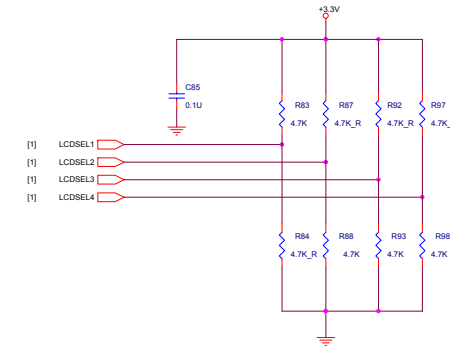 +3.3V
C85
0.1U
R83
4.7K
R87
4.7K_R
R92
4.7K_R
R97
4.7K_
[1] LCDSEL1
[1] LCDSEL2
[1] LCDSEL3
[1] LCDSEL4
R84
4.7K_R
R88
4.7K
R93
4.7K
R98
4.7K